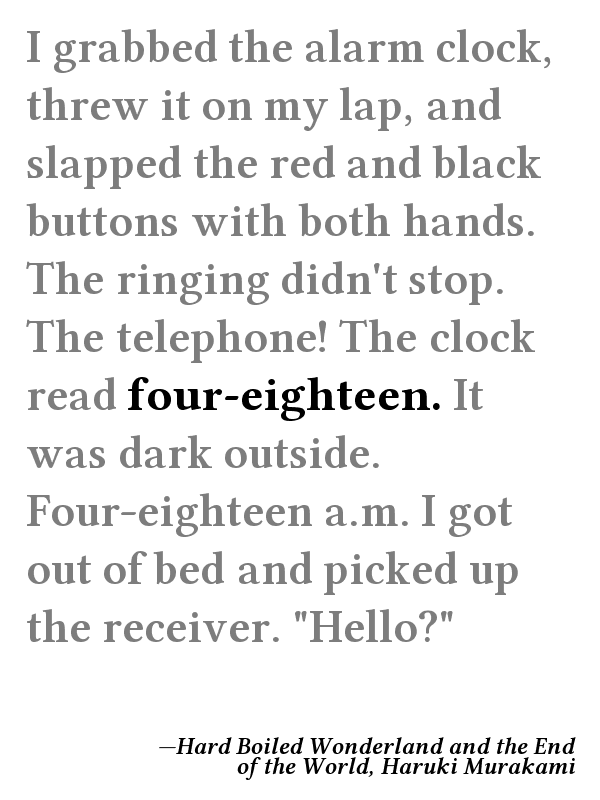 I grabbed the alarm clock,
threw it on my lap, and
slapped the red and black
buttons with both hands.
The ringing didn't stop.
The telephone! The clock
read four-eighteen. It
was dark outside.
Four-eighteen a.m. I got
out of bed and picked up
the receiver. "Hello?"
—Hard Boiled Wonderland and the End
of the World, Haruki Murakami